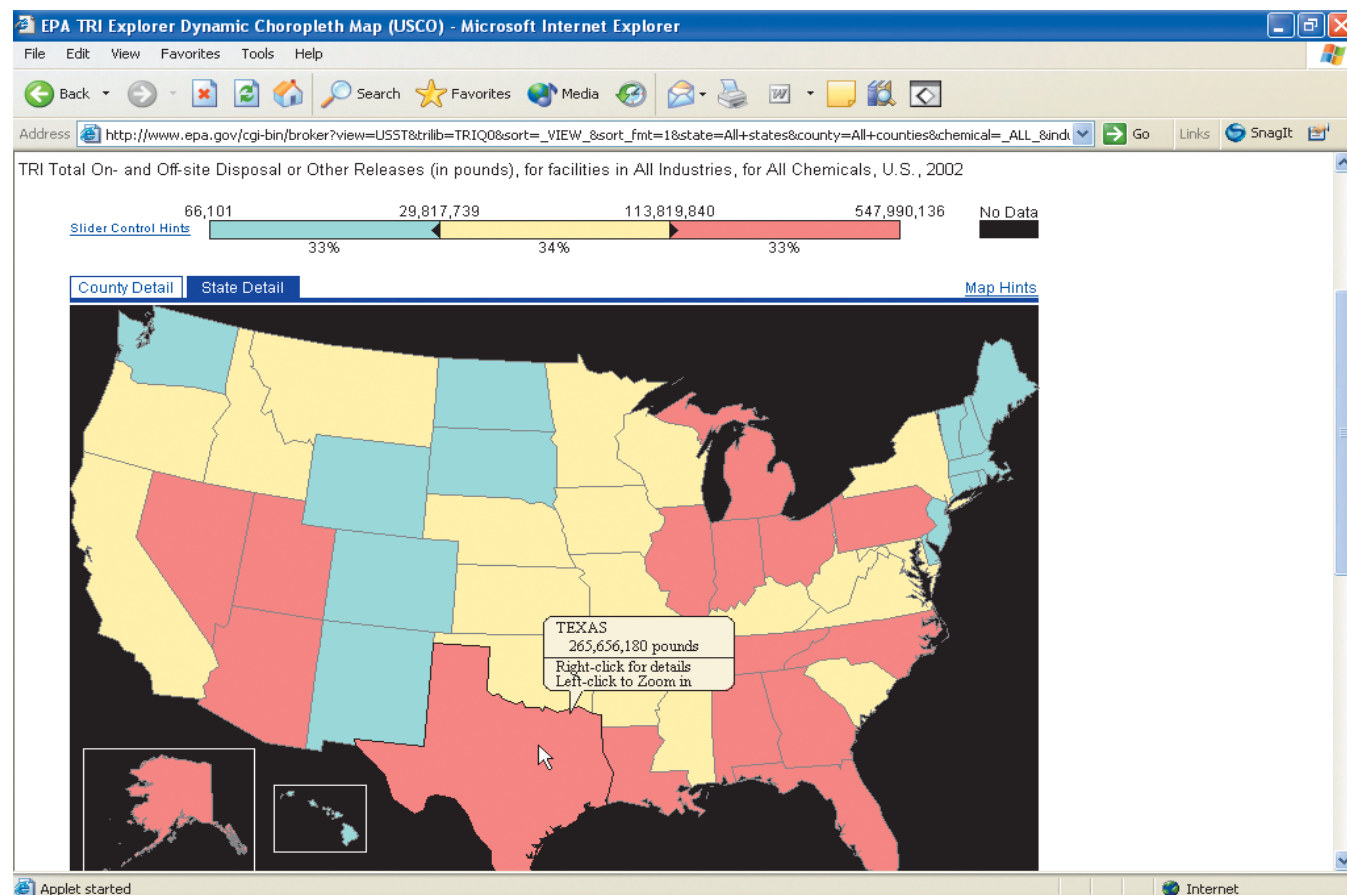 EPA TRI Explorer Dynamic Choropleth Map (USCO) - Microsoft Internet Explorer
File Edit View Favorites Tools Help
Back Search Favorites Media
Address http://www.epa.gov/cgi-bin/broker?view=USST&trilib=TRIQ0&sort=_VIEW_&sort_fmt=1&state=All+states&county=All+counties&chemical=_ALL_&indu Go Links SnagIt
TRI Total On- and Off-site Disposal or Other Releases (in pounds), for facilities in All Industries, for All Chemicals, U.S., 2002
66,101 29,817,739 113,819,840 547,990,136 No Data
Slider Control Hints
33% 34% 33%
County Detail State Detail Map Hints
TEXAS
265,656,180 pounds
Right-click for details
Left-click to Zoom in
Applet started Internet